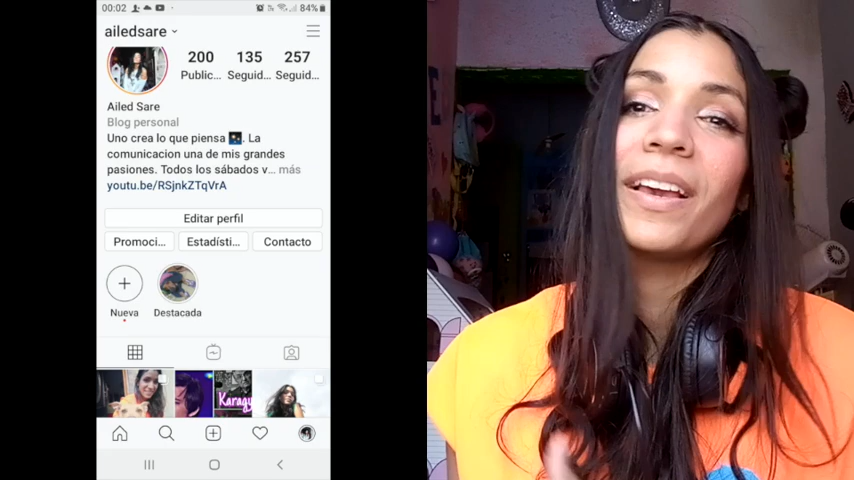 00:02
84%
ailedsare
200 135 257
Public... Seguid... Seguid...
Ailed Sare
Blog personal
Uno crea lo que piensa 🌃. La
comunicacion una de mis grandes
pasiones. Todos los sábados v... más
youtu.be/RSjnkZTqVrA
Editar perfil
Promoci... Estadísti... Contacto
Nueva Destacada
Karagy